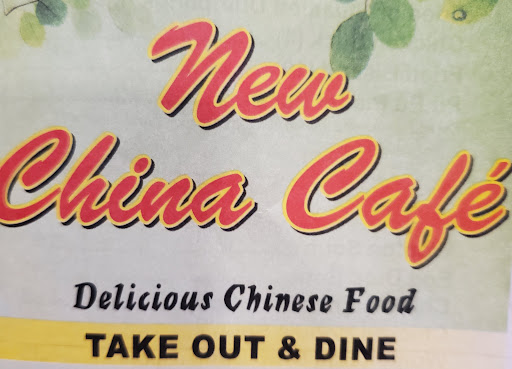 New
China Café
Delicious Chinese Food
TAKE OUT & DINE